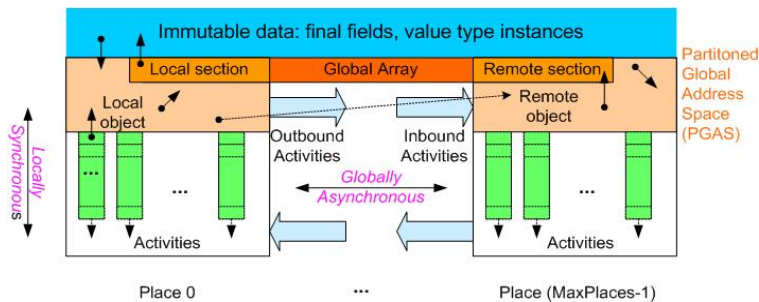 Immutable data: final fields, value type instances
Local section
Global Array
Remote section
Partitoned
Global
Address
Space
(PGAS)
Local
object
Remote
object
Outbound
Activities
Inbound
Activities
Locally
Synchronous
...
...
...
...
Globally
Asynchronous
Activities
Activities
Place 0
...
Place (MaxPlaces-1)